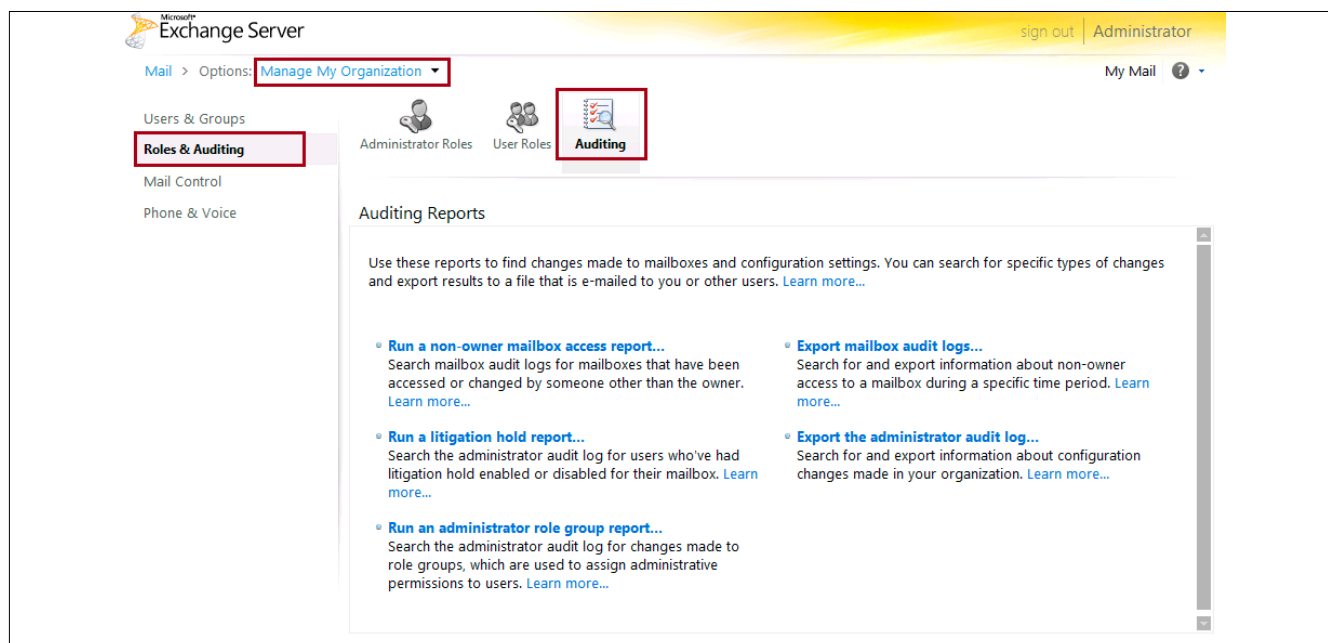 Microsoft®
Exchange Server
sign out
Administrator
Mail > Options: Manage My Organization
My Mail
?
Users & Groups
Roles & Auditing
Mail Control
Phone & Voice
Administrator Roles
User Roles
Auditing
Auditing Reports
Use these reports to find changes made to mailboxes and configuration settings. You can search for specific types of changes
and export results to a file that is e-mailed to you or other users. Learn more...
Run a non-owner mailbox access report...
Search mailbox audit logs for mailboxes that have been
accessed or changed by someone other than the owner.
Learn more...
Run a litigation hold report...
Search the administrator audit log for users who've had
litigation hold enabled or disabled for their mailbox. Learn
more...
Run an administrator role group report...
Search the administrator audit log for changes made to
role groups, which are used to assign administrative
permissions to users. Learn more...
Export mailbox audit logs...
Search for and export information about non-owner
access to a mailbox during a specific time period. Learn
more...
Export the administrator audit log...
Search for and export information about configuration
changes made in your organization. Learn more...